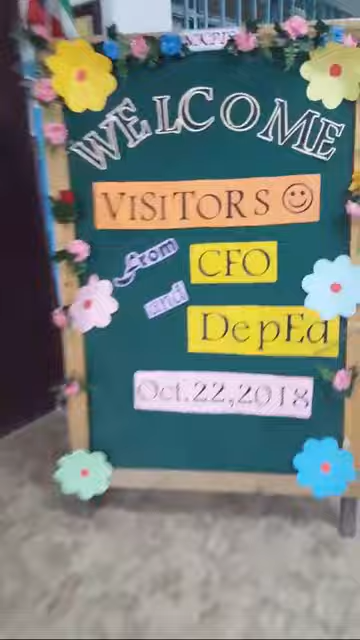 WELCOME
VISITORS
from CFO
and
DepEd
Oct.22,2018